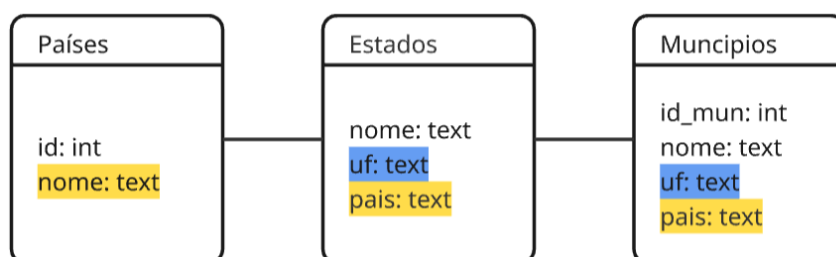 Países
id: int
nome: text
Estados
nome: text
uf: text
pais: text
Muncipios
id_mun: int
nome: text
uf: text
pais: text